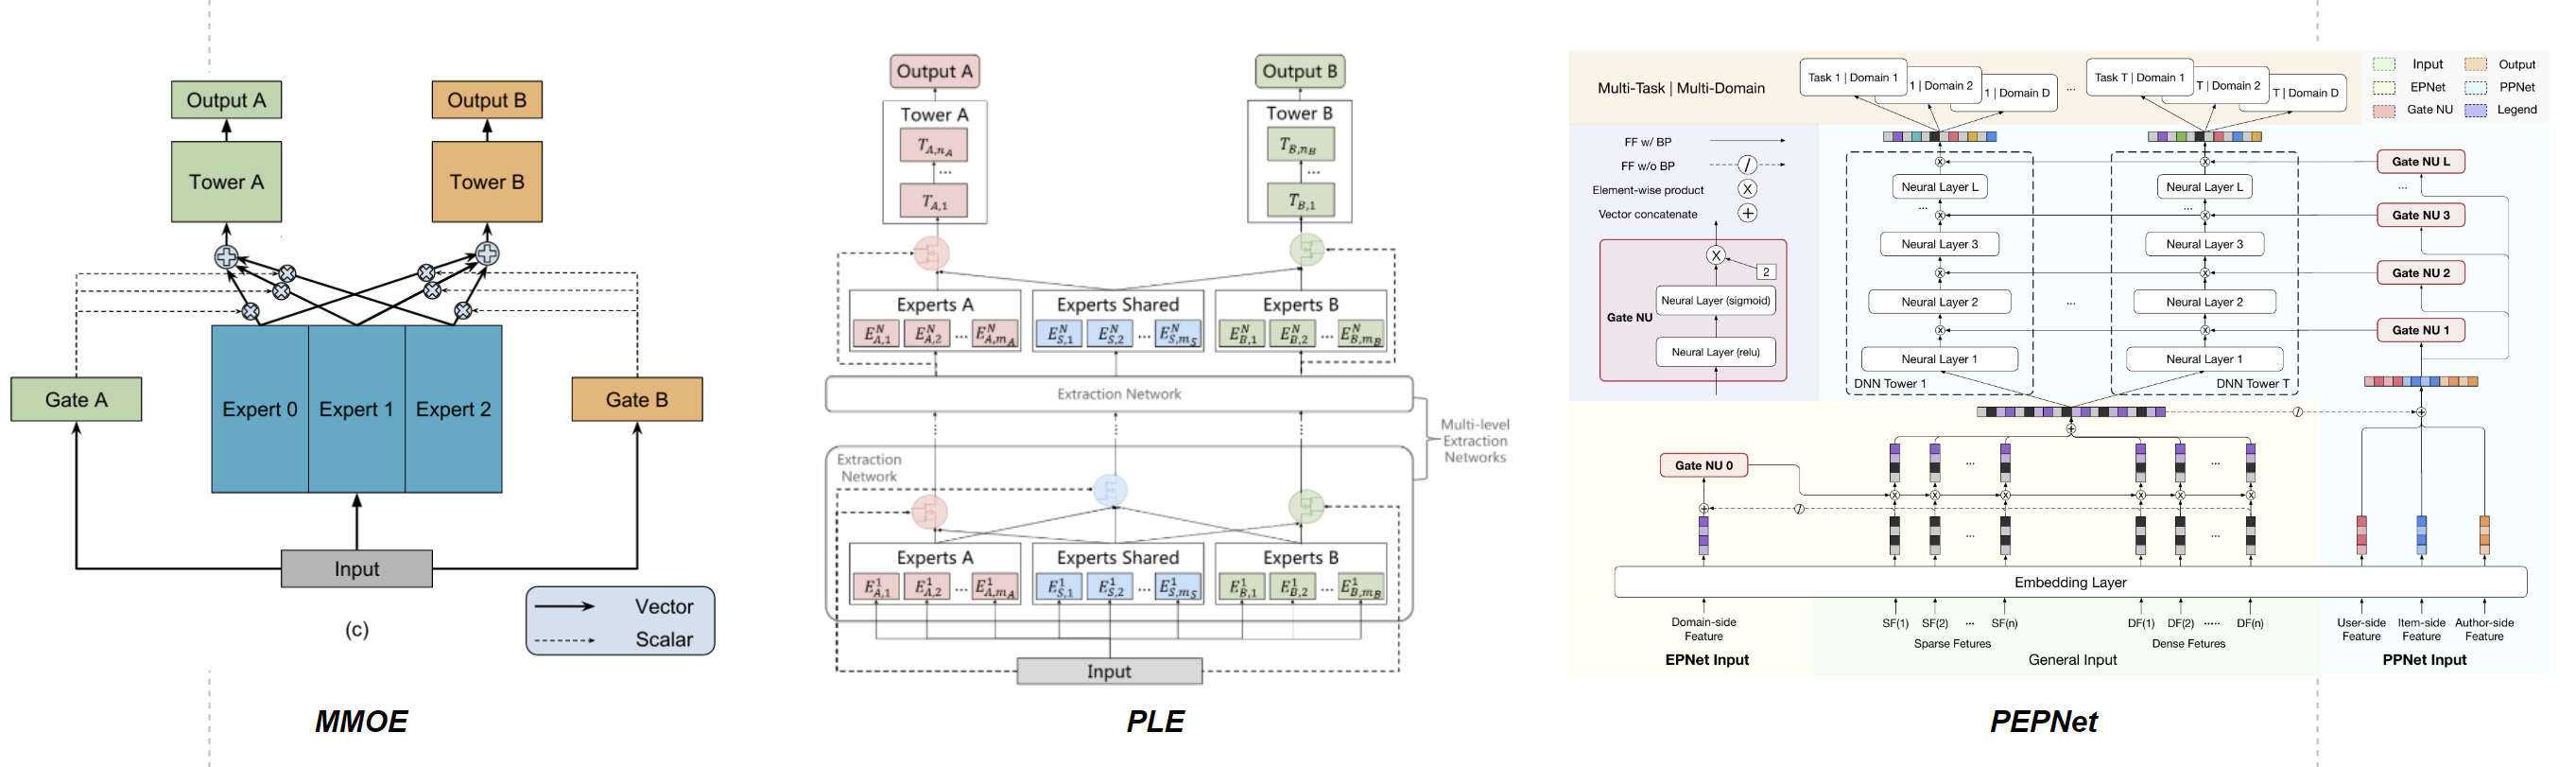 Output A
Output B
Tower A
Tower B
Gate A
Expert 0
Expert 1
Expert 2
Gate B
Input
Vector
Scalar
(c)
MMOE
Output A
Output B
Tower A
Tower B
T_{A,n_A}
T_{B,n_B}
...
...
T_{A,1}
T_{B,1}
Experts A
Experts Shared
Experts B
E^N_{A,1} E^N_{A,2} ... E^N_{A,m_A}
E^N_{S,1} E^N_{S,2} ... E^N_{S,m_S}
E^N_{B,1} E^N_{B,2} ... E^N_{B,m_B}
Extraction Network
Multi-level
Extraction
Networks
Extraction
Network
Experts A
Experts Shared
Experts B
E^1_{A,1} E^1_{A,2} ... E^1_{A,m_A}
E^1_{S,1} E^1_{S,2} ... E^1_{S,m_S}
E^1_{B,1} E^1_{B,2} ... E^1_{B,m_B}
Input
PLE
Multi-Task | Multi-Domain
Task 1 | Domain 1
1 | Domain 2
1 | Domain D
...
Task T | Domain 1
T | Domain 2
T | Domain D
Input
Output
EPNet
PPNet
Gate NU
Legend
FF w/ BP
FF w/o BP
/
Element-wise product
X
Vector concatenate
+
X
2
Neural Layer (sigmoid)
Gate NU
Neural Layer (relu)
Neural Layer L
...
Neural Layer 3
Neural Layer 2
Neural Layer 1
DNN Tower 1
...
Neural Layer L
...
Neural Layer 3
Neural Layer 2
Neural Layer 1
DNN Tower T
Gate NU L
...
Gate NU 3
Gate NU 2
Gate NU 1
Gate NU 0
...
...
...
...
Embedding Layer
Domain-side
Feature
SF(1) SF(2) ... SF(n)
Sparse Fetures
DF(1) DF(2) ..... DF(n)
Dense Fetures
User-side
Feature
Item-side
Feature
Author-side
Feature
EPNet Input
General Input
PPNet Input
PEPNet